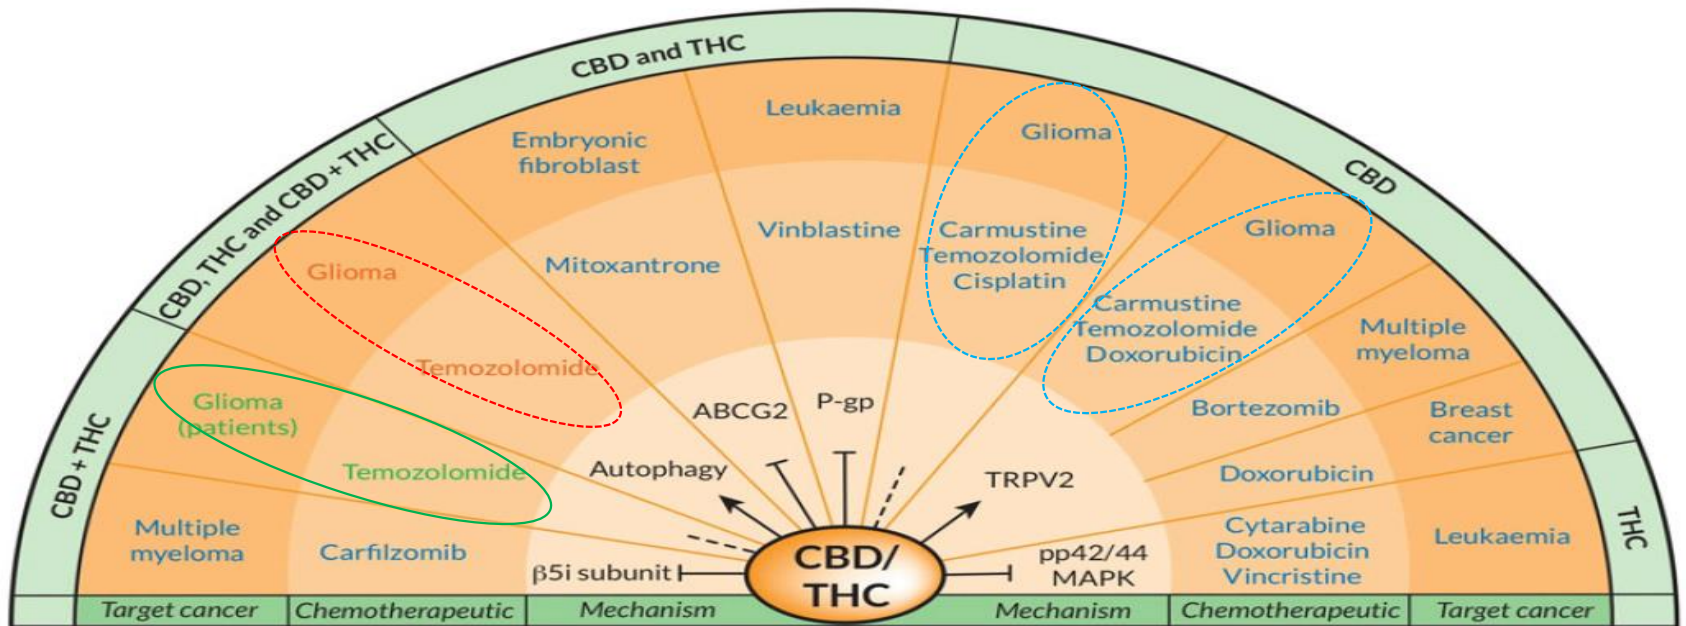 CBD and THC
CBD, THC and CBD + THC
CBD
CBD + THC
THC
Leukaemia
Embryonic
fibroblast
Glioma
Glioma
Glioma
Vinblastine
Mitoxantrone
Carmustine
Temozolomide
Cisplatin
Carmustine
Temozolomide
Doxorubicin
Multiple
myeloma
Temozolomide
Glioma
(patients)
Temozolomide
ABCG2
P-gp
Autophagy
TRPV2
Bortezomib
Breast
cancer
Doxorubicin
Multiple
myeloma
Carfilzomib
β5i subunit
CBD/
THC
pp42/44
MAPK
Cytarabine
Doxorubicin
Vincristine
Leukaemia
Target cancer
Chemotherapeutic
Mechanism
Mechanism
Chemotherapeutic
Target cancer